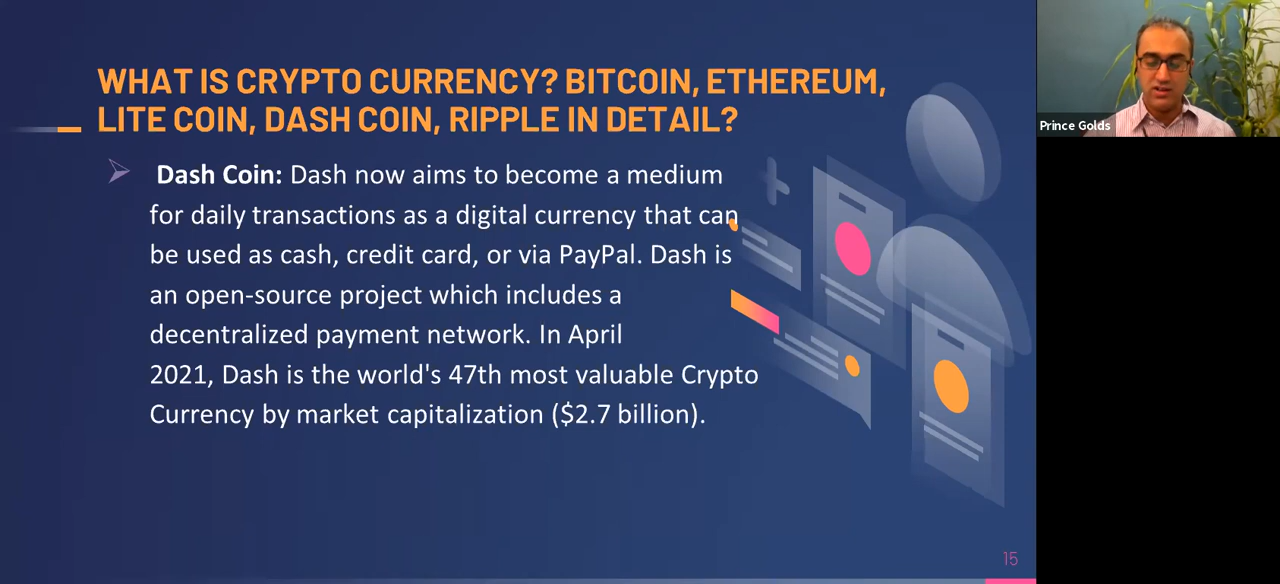 WHAT IS CRYPTO CURRENCY? BITCOIN, ETHEREUM,
LITE COIN, DASH COIN, RIPPLE IN DETAIL?
Dash Coin: Dash now aims to become a medium
for daily transactions as a digital currency that can
be used as cash, credit card, or via PayPal. Dash is
an open-source project which includes a
decentralized payment network. In April
2021, Dash is the world's 47th most valuable Crypto
Currency by market capitalization ($2.7 billion).
15
Prince Golds